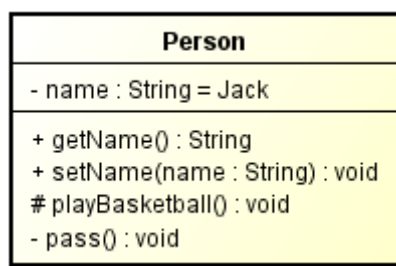 Person
- name : String = Jack
+ getName() : String
+ setName(name : String) : void
# playBasketball() : void
- pass() : void